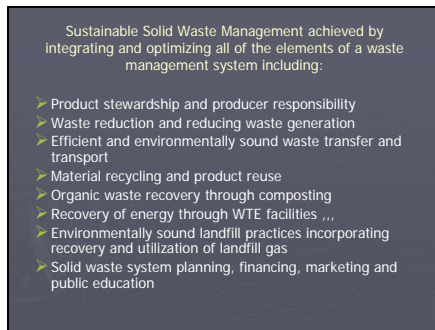 Sustainable Solid Waste Management achieved by
integrating and optimizing all of the elements of a waste
management system including:
Product stewardship and producer responsibility
Waste reduction and reducing waste generation
Efficient and environmentally sound waste transfer and
transport
Material recycling and product reuse
Organic waste recovery through composting
Recovery of energy through WTE facilities ,,,
Environmentally sound landfill practices incorporating
recovery and utilization of landfill gas
Solid waste system planning, financing, marketing and
public education